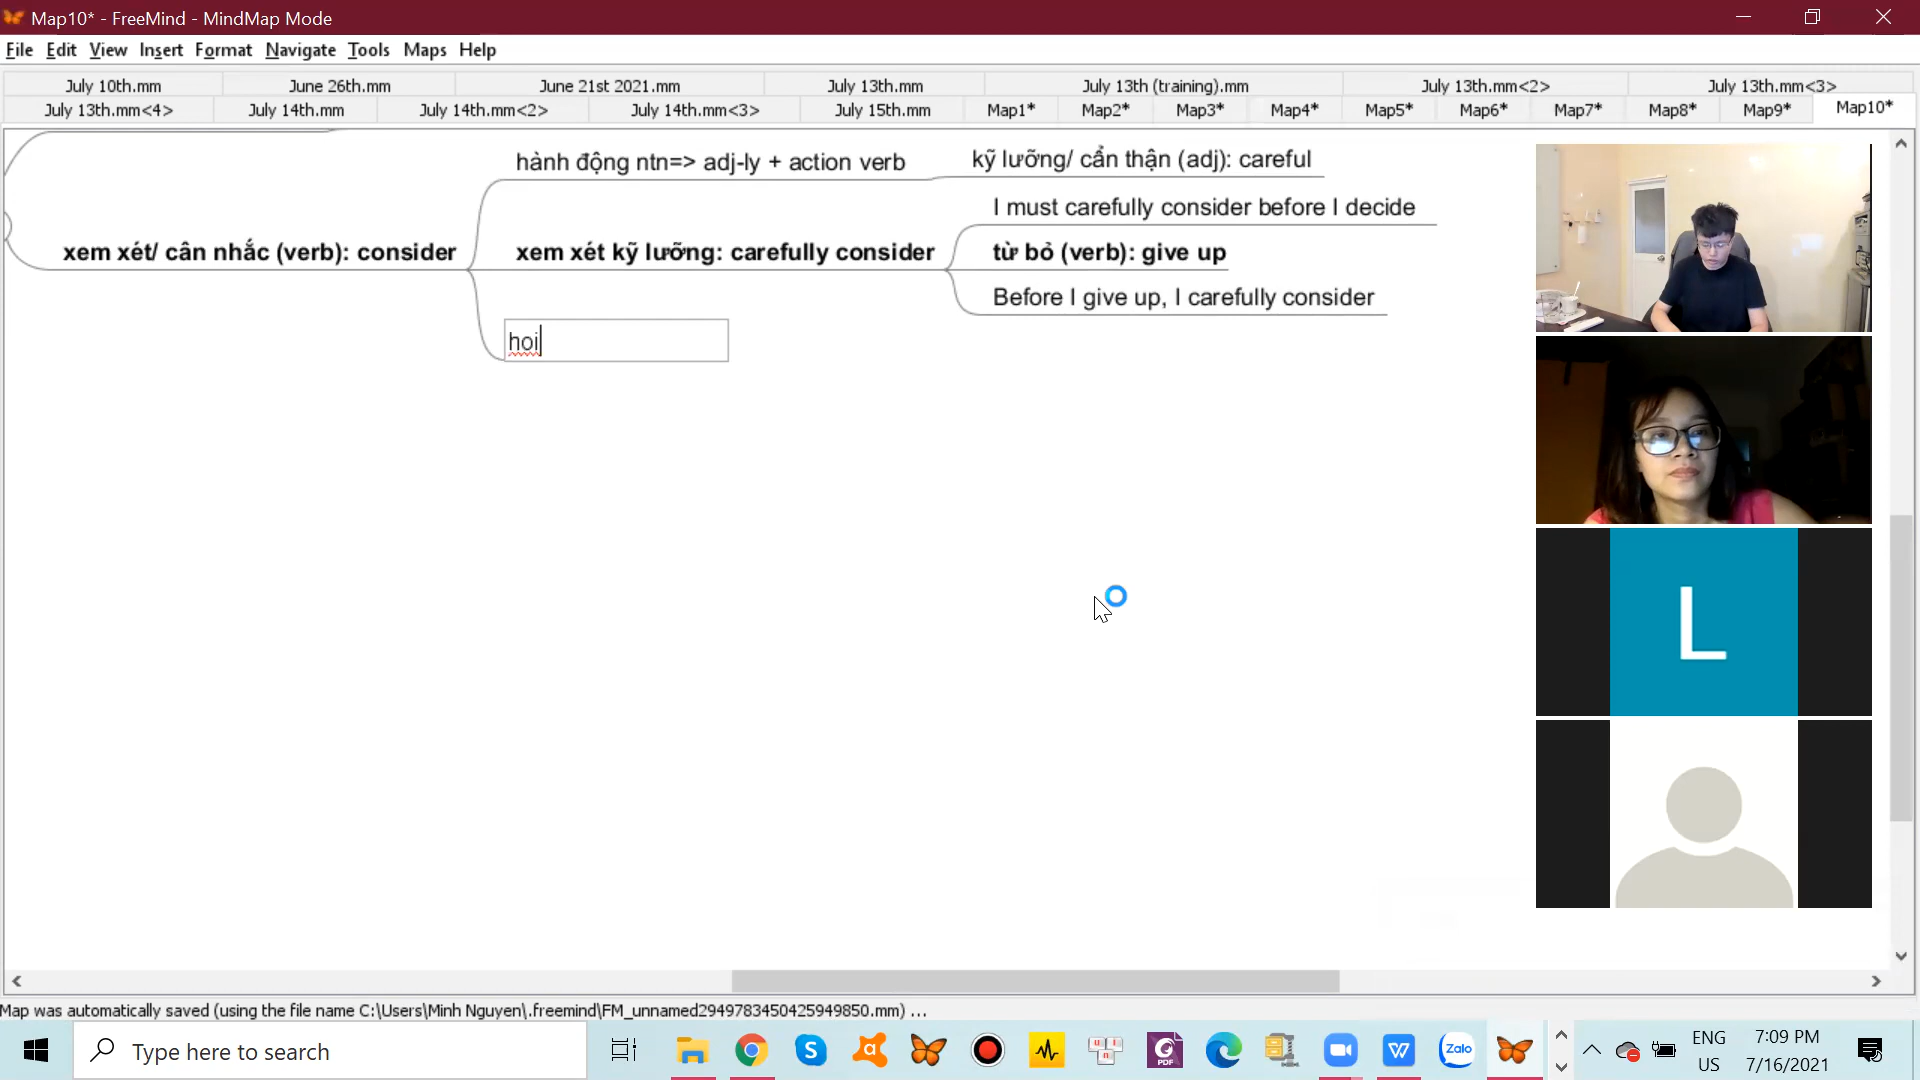 Map10* - FreeMind - MindMap Mode
File Edit View Insert Format Navigate Tools Maps Help
July 10th.mm June 26th.mm June 21st 2021.mm July 13th.mm July 13th (training).mm July 13th.mm<2> July 13th.mm<3>
July 13th.mm<4> July 14th.mm July 14th.mm<2> July 14th.mm<3> July 15th.mm Map1* Map2* Map3* Map4* Map5* Map6* Map7* Map8* Map9* Map10*
hành động ntn=> adj-ly + action verb kỹ lưỡng/ cẩn thận (adj): careful
I must carefully consider before I decide
xem xét/ cân nhắc (verb): consider xem xét kỹ lưỡng: carefully consider từ bỏ (verb): give up
Before I give up, I carefully consider
hoi
L
Map was automatically saved (using the file name C:\Users\Minh Nguyen\.freemind\FM_unnamed2949783450425949850.mm) ...
Type here to search
Zalo
ENG
US
7:09 PM
7/16/2021